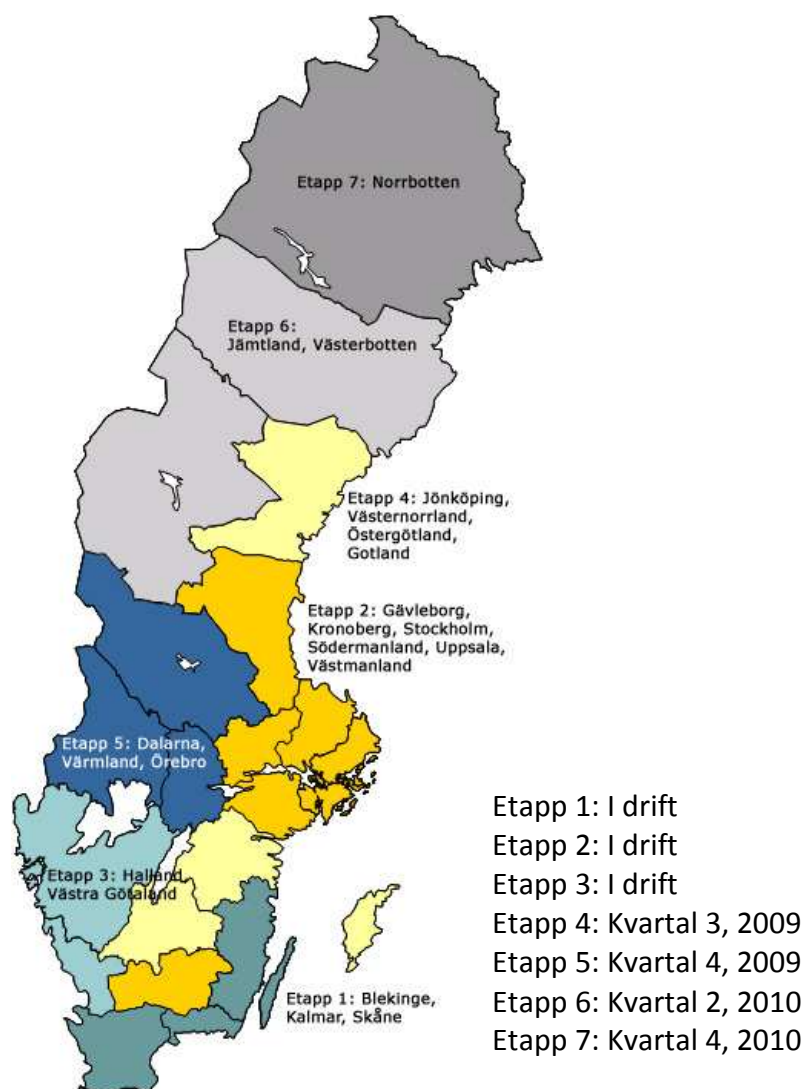 Etapp 7: Norrbotten
Etapp 6:
Jämtland, Västerbotten
Etapp 4: Jönköping,
Västernorrland,
Östergötland,
Gotland
Etapp 2: Gävleborg,
Kronoberg, Stockholm,
Södermanland, Uppsala,
Västmanland
Etapp 5: Dalarna,
Värmland, Örebro
Etapp 3: Halland,
Västra Götaland
Etapp 1: Blekinge,
Kalmar, Skåne
Etapp 1: I drift
Etapp 2: I drift
Etapp 3: I drift
Etapp 4: Kvartal 3, 2009
Etapp 5: Kvartal 4, 2009
Etapp 6: Kvartal 2, 2010
Etapp 7: Kvartal 4, 2010